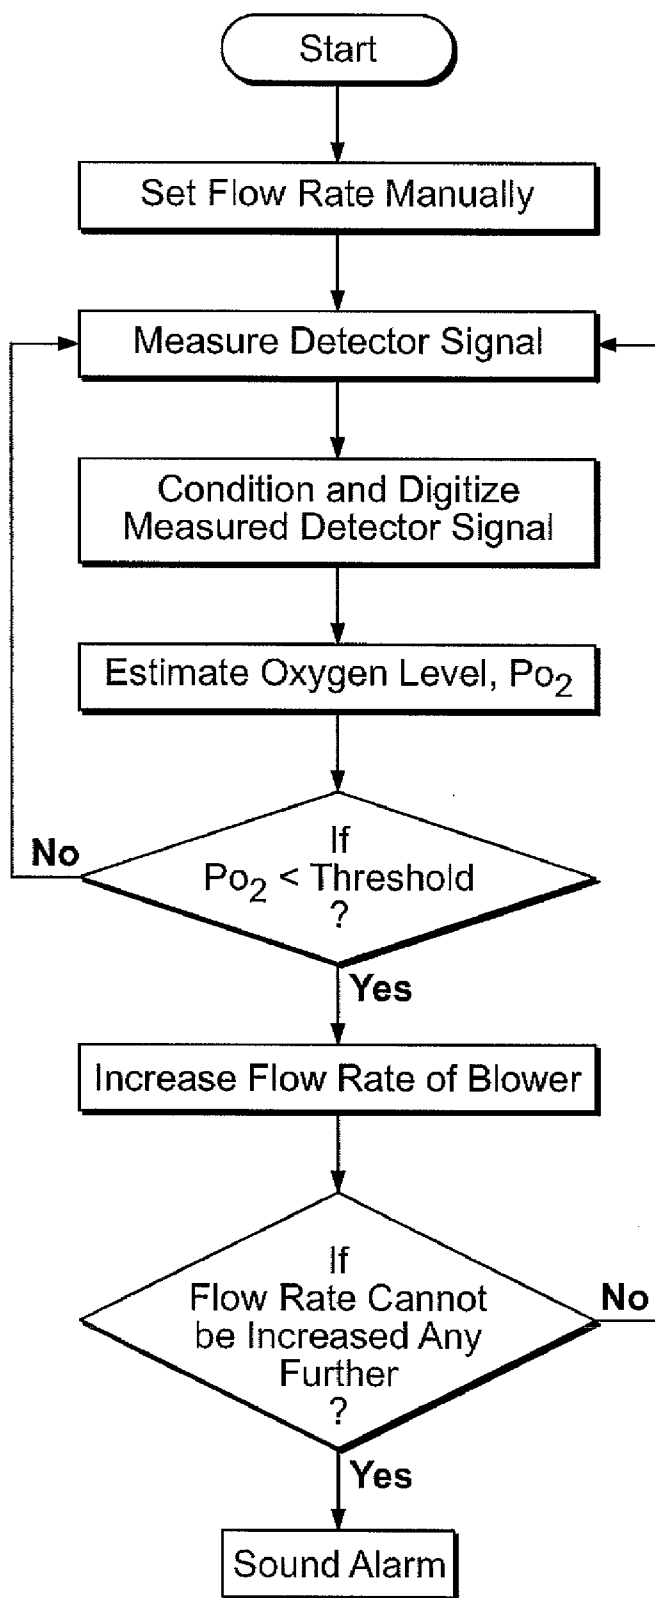 Start
Set Flow Rate Manually
Measure Detector Signal
Condition and Digitize
Measured Detector Signal
Estimate Oxygen Level, Po₂
If
Po₂ < Threshold
?
No
Yes
Increase Flow Rate of Blower
If
Flow Rate Cannot
be Increased Any
Further
?
No
Yes
Sound Alarm